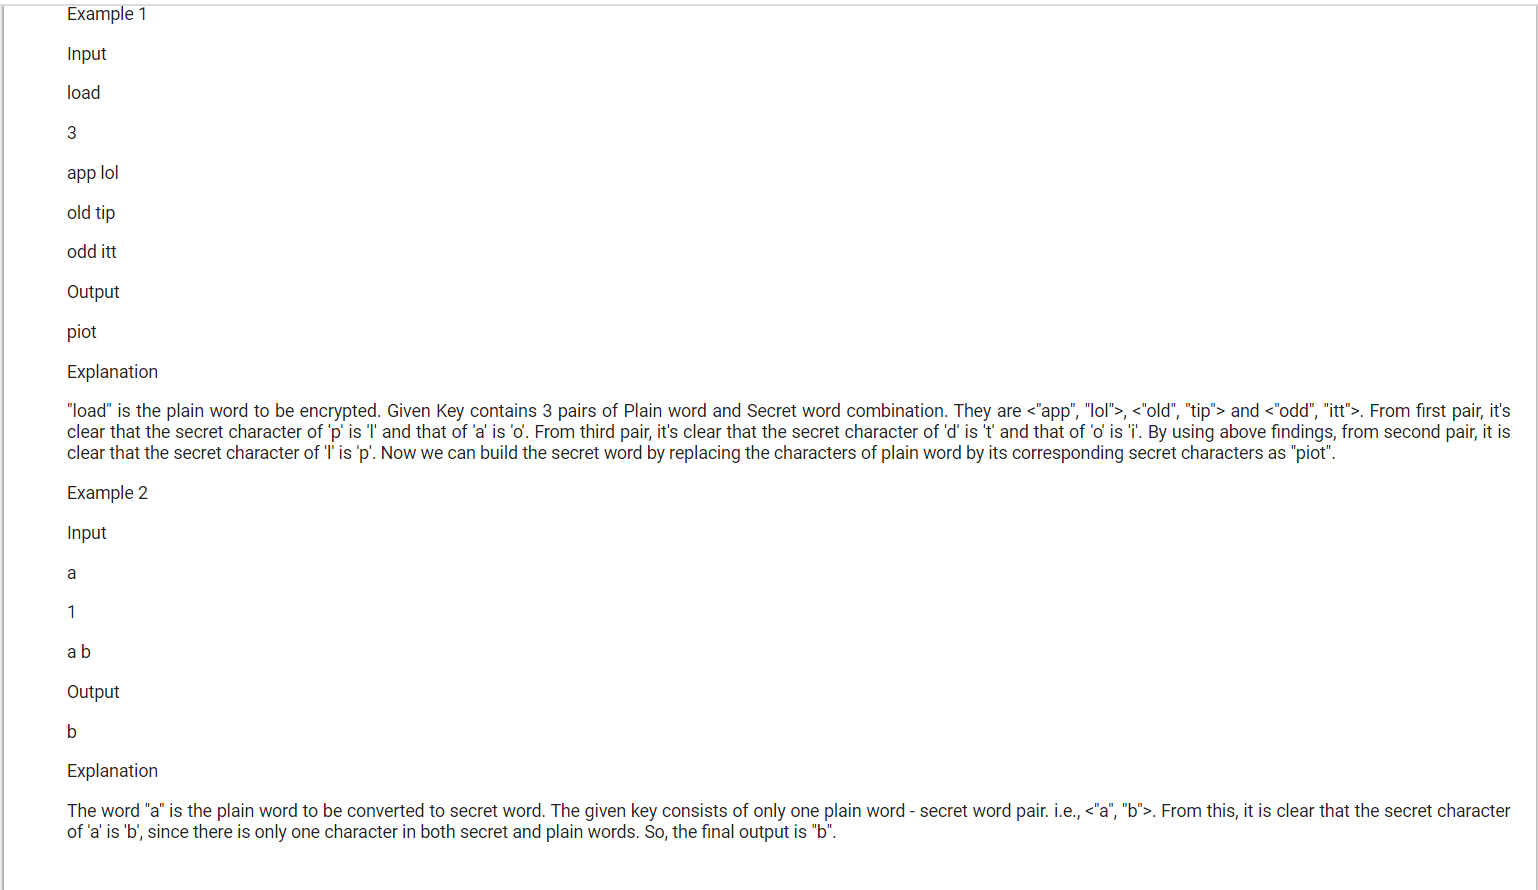 Example 1
Input
load
3
app lol
old tip
odd itt
Output
piot
Explanation
"load" is the plain word to be encrypted. Given Key contains 3 pairs of Plain word and Secret word combination. They are <"app", "lol">, <"old", "tip"> and <"odd", "itt">. From first pair, it's
clear that the secret character of 'p' is 'l' and that of 'a' is 'o'. From third pair, it's clear that the secret character of 'd' is 't' and that of 'o' is 'i'. By using above findings, from second pair, it is
clear that the secret character of 'l' is 'p'. Now we can build the secret word by replacing the characters of plain word by its corresponding secret characters as "piot".
Example 2
Input
a
1
a b
Output
b
Explanation
The word "a" is the plain word to be converted to secret word. The given key consists of only one plain word - secret word pair. i.e., <"a", "b">. From this, it is clear that the secret character
of 'a' is 'b', since there is only one character in both secret and plain words. So, the final output is "b".